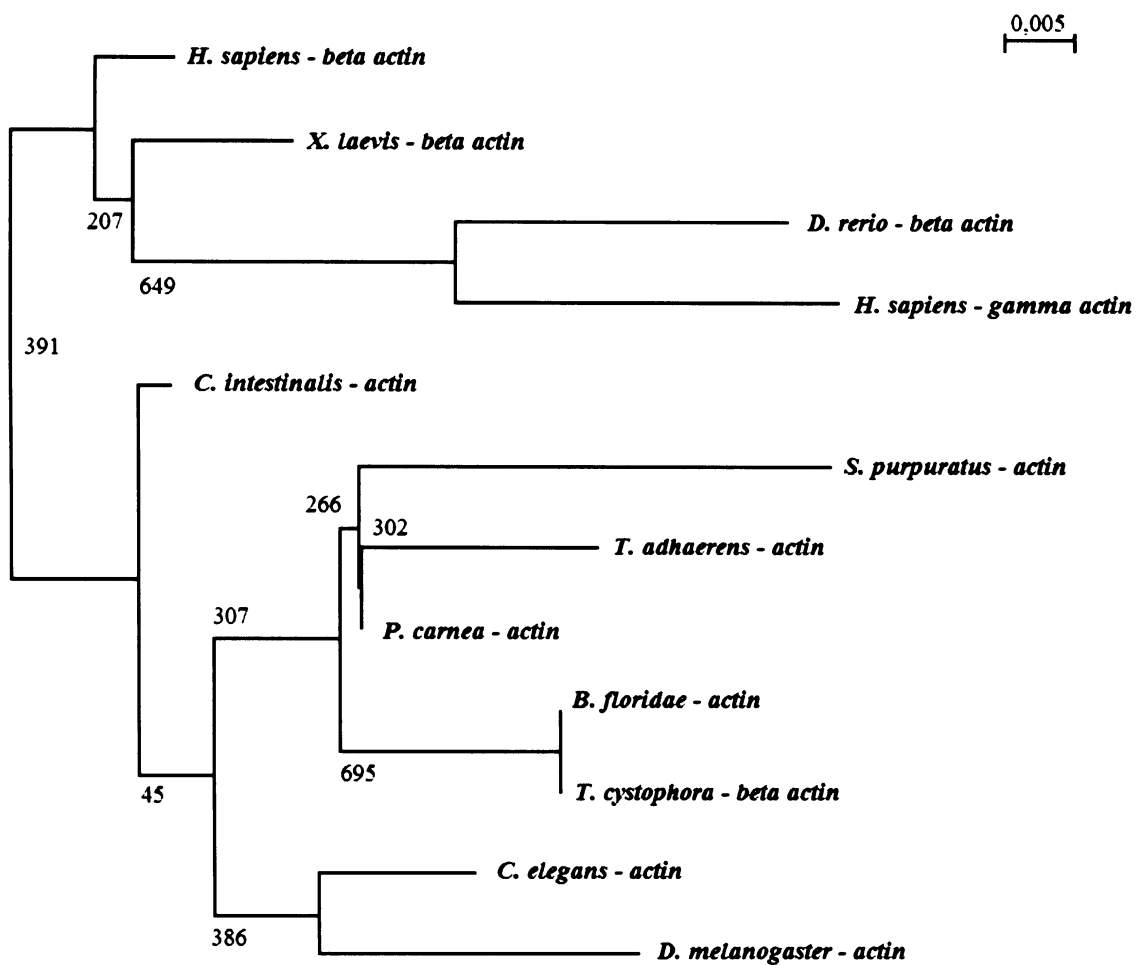 0,005
H. sapiens - beta actin
X. laevis - beta actin
207
D. rerio - beta actin
649
H. sapiens - gamma actin
391
C. intestinalis - actin
S. purpuratus - actin
266
302
T. adhaerens - actin
307
P. carnea - actin
B. floridae - actin
695
T. cystophora - beta actin
45
C. elegans - actin
386
D. melanogaster - actin